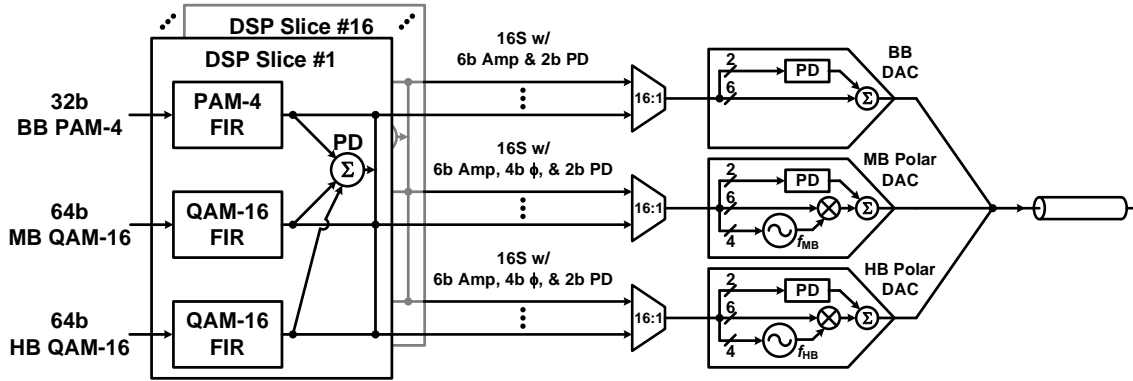 DSP Slice #16
DSP Slice #1
32b
BB PAM-4
PAM-4
FIR
PD
Σ
64b
MB QAM-16
QAM-16
FIR
64b
HB QAM-16
QAM-16
FIR
16S w/
6b Amp & 2b PD
16:1
16S w/
6b Amp, 4b ϕ, & 2b PD
16:1
16S w/
6b Amp, 4b ϕ, & 2b PD
16:1
BB
DAC
2
PD
6
Σ
MB Polar
DAC
2
PD
6
Σ
4
fMB
HB Polar
DAC
2
PD
6
Σ
4
fHB